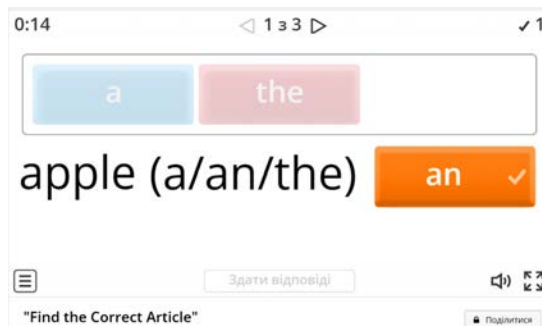 0:14 1 з 3 ✓ 1
a the
apple (a/an/the) an ✓
Здати відповіді
"Find the Correct Article" Поділитися